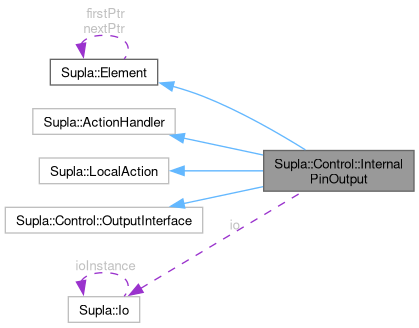 firstPtr
nextPtr
Supla::Element
Supla::ActionHandler
Supla::Control::Internal
PinOutput
Supla::LocalAction
Supla::Control::OutputInterface
io
ioInstance
Supla::Io